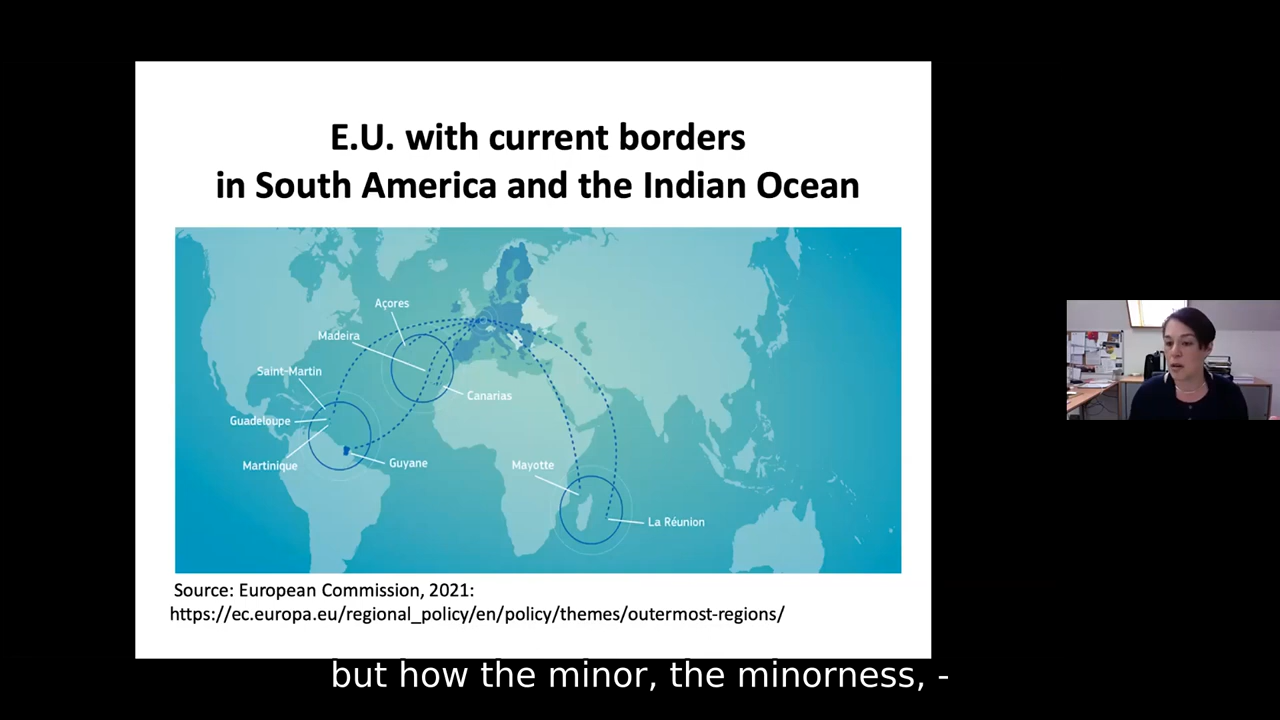 E.U. with current borders
in South America and the Indian Ocean
Açores
Madeira
Saint-Martin
Canarias
Guadeloupe
Martinique
Guyane
Mayotte
La Réunion
Source: European Commission, 2021:
https://ec.europa.eu/regional_policy/en/policy/themes/outermost-regions/
but how the minor, the minorness, -